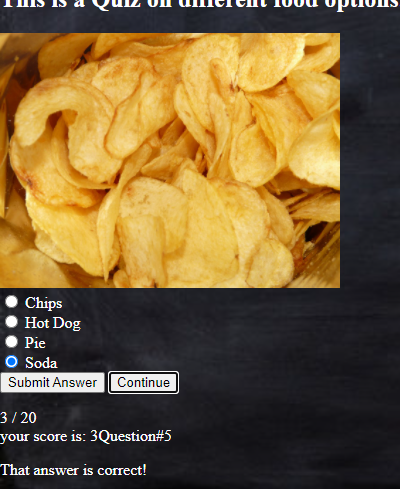 This is a Quiz on different food options
Chips
Hot Dog
Pie
Soda
Submit Answer Continue
3 / 20
your score is: 3Question#5
That answer is correct!